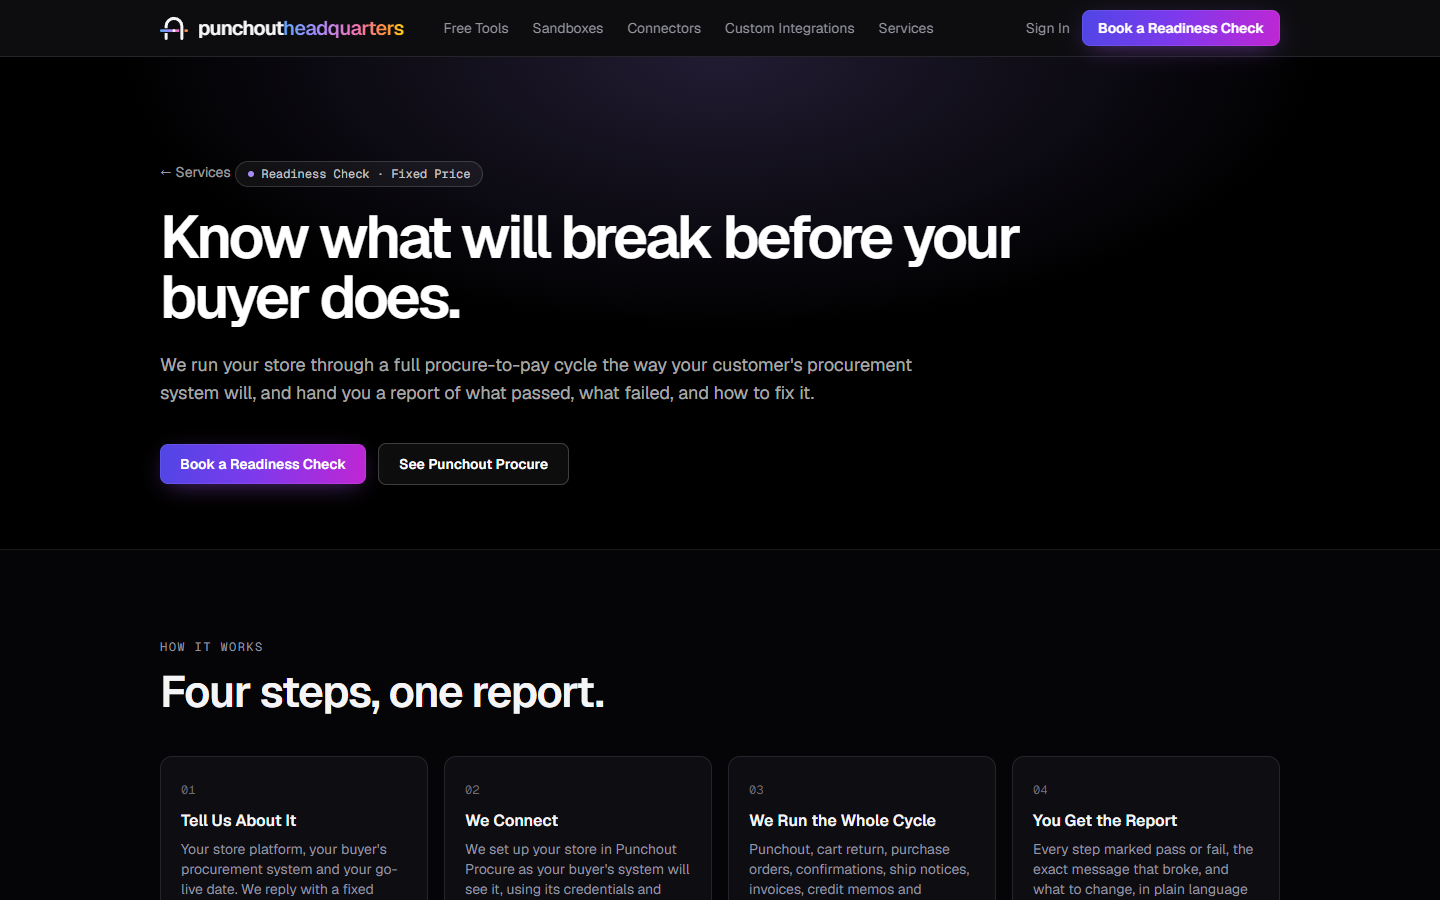 punchoutheadquarters
Free Tools
Sandboxes
Connectors
Custom Integrations
Services
Sign In
Book a Readiness Check
← Services
Readiness Check · Fixed Price
Know what will break before your
buyer does.
We run your store through a full procure-to-pay cycle the way your customer's procurement
system will, and hand you a report of what passed, what failed, and how to fix it.
Book a Readiness Check
See Punchout Procure
HOW IT WORKS
Four steps, one report.
01
Tell Us About It
Your store platform, your buyer's
procurement system and your go-
live date. We reply with a fixed
02
We Connect
We set up your store in Punchout
Procure as your buyer's system will
see it, using its credentials and
03
We Run the Whole Cycle
Punchout, cart return, purchase
orders, confirmations, ship notices,
invoices, credit memos and
04
You Get the Report
Every step marked pass or fail, the
exact message that broke, and
what to change, in plain language